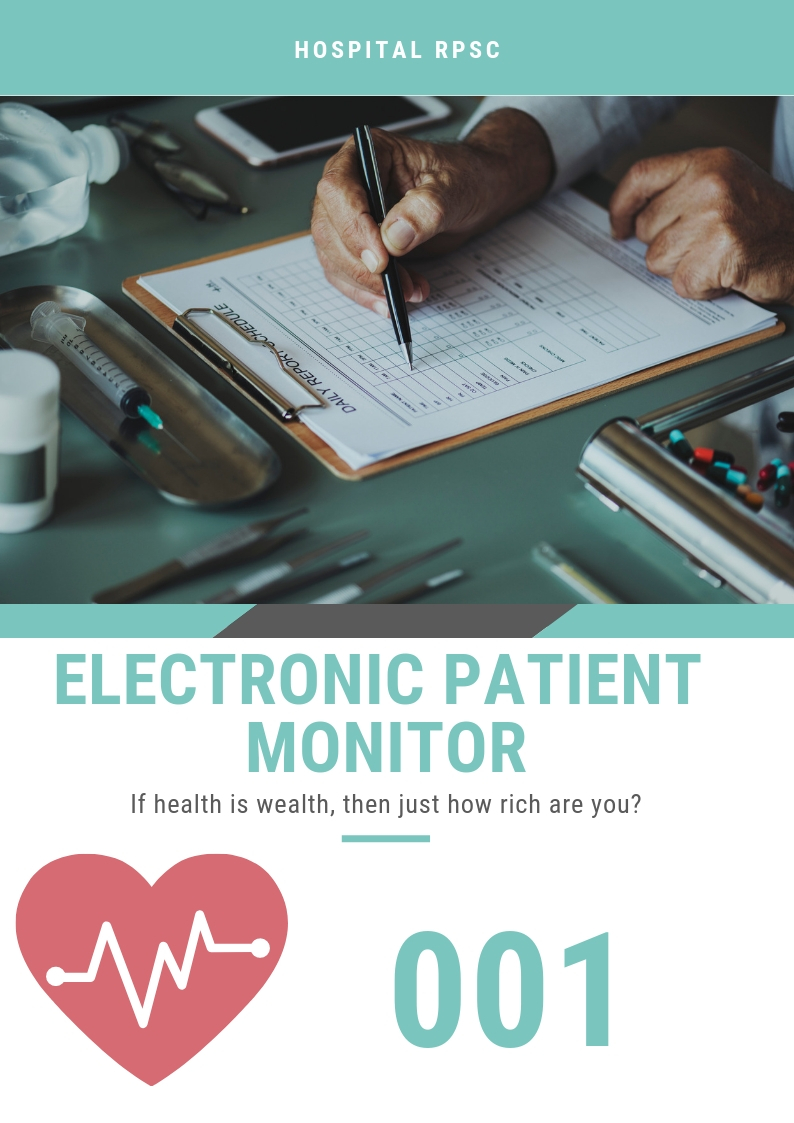 HOSPITAL RPSC
DAILY REPORT SCHEDULE
ELECTRONIC PATIENT
MONITOR
If health is wealth, then just how rich are you?
001